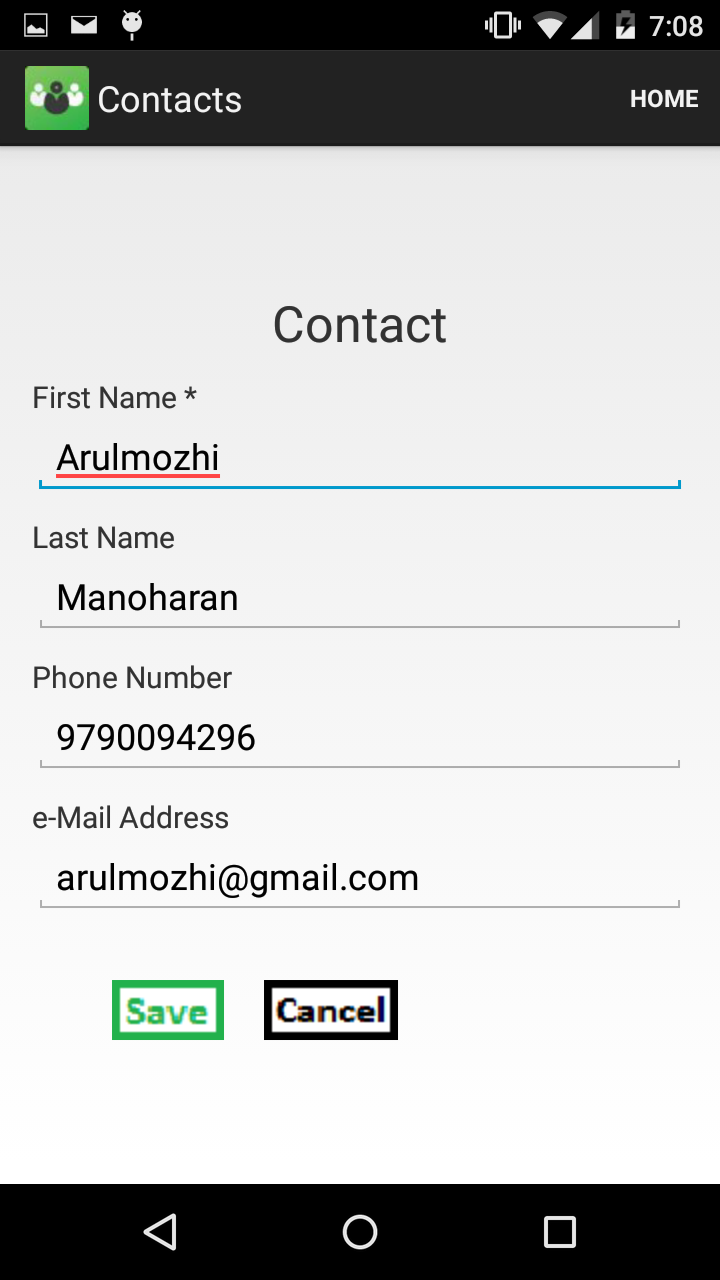 7:08
Contacts
HOME
Contact
First Name *
Arulmozhi
Last Name
Manoharan
Phone Number
9790094296
e-Mail Address
arulmozhi@gmail.com
Save
Cancel